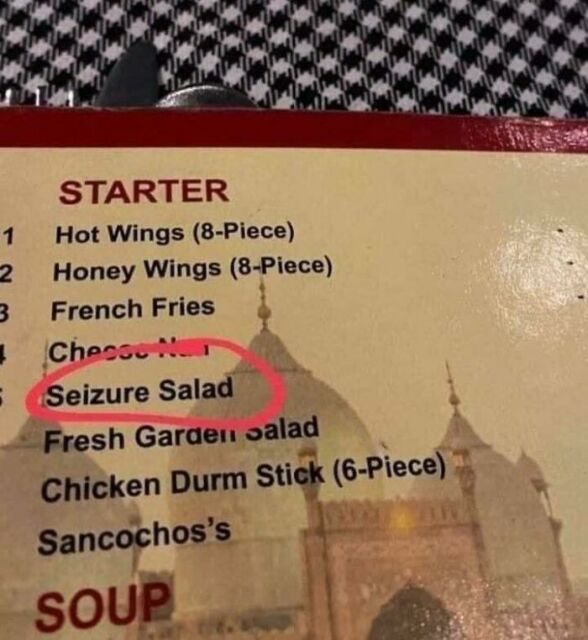 STARTER
1 Hot Wings (8-Piece)
2 Honey Wings (8-Piece)
3 French Fries
Cheese
Seizure Salad
Fresh Garden Salad
Chicken Durm Stick (6-Piece)
Sancochos's
SOUP